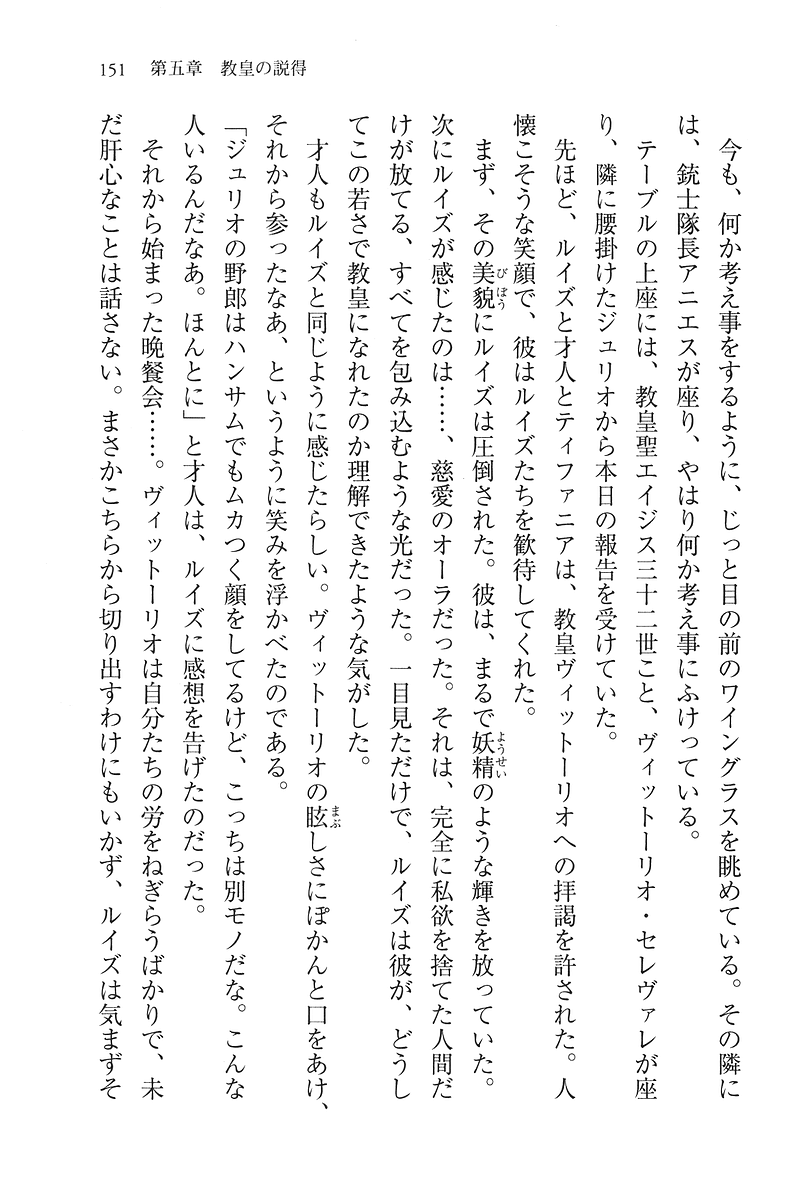 151　第五章　教皇の説得
　今も、何か考え事をするように、じっと目の前のワイングラスを眺めている。その隣に
は、銃士隊長アニエスが座り、やはり何か考え事にふけっている。
　テーブルの上座には、教皇聖エイジス三十二世こと、ヴィットーリオ・セレヴァレが座
り、隣に腰掛けたジュリオから本日の報告を受けていた。
　先ほど、ルイズと才人とティファニアは、教皇ヴィットーリオへの拝謁を許された。人
懐こそうな笑顔で、彼はルイズたちを歓待してくれた。
　まず、その美貌にルイズは圧倒された。彼は、まるで妖精のような輝きを放っていた。
次にルイズが感じたのは……、慈愛のオーラだった。それは、完全に私欲を捨てた人間だ
けが放てる、すべてを包み込むような光だった。一目見ただけで、ルイズは彼が、どうし
てこの若さで教皇になれたのか理解できたような気がした。
　才人もルイズと同じように感じたらしい。ヴィットーリオの眩しさにぽかんと口をあけ、
それから参ったなあ、というように笑みを浮かべたのである。
「ジュリオの野郎はハンサムでもムカつく顔をしてるけど、こっちは別モノだな。こんな
人いるんだなあ。ほんとに」と才人は、ルイズに感想を告げたのだった。
　それから始まった晩餐会……。ヴィットーリオは自分たちの労をねぎらうばかりで、未
だ肝心なことは話さない。まさかこちらから切り出すわけにもいかず、ルイズは気まずそ